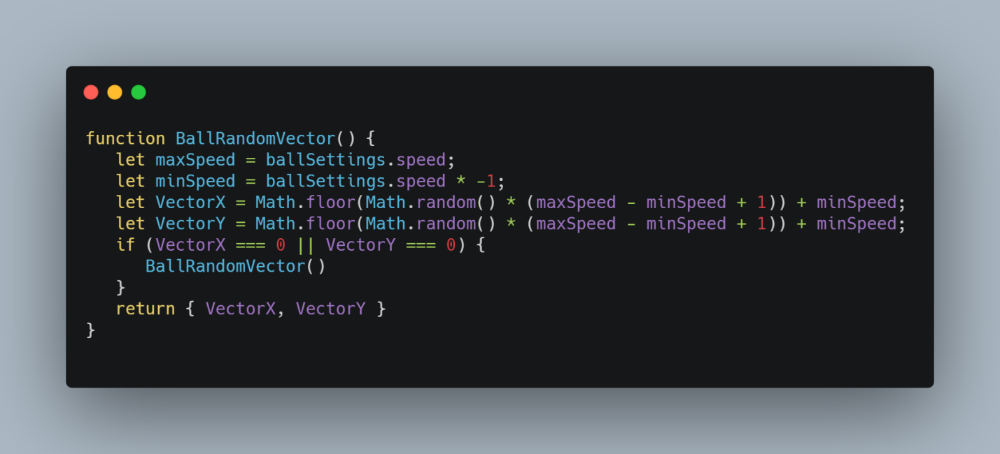 function BallRandomVector() {
   let maxSpeed = ballSettings.speed;
   let minSpeed = ballSettings.speed * -1;
   let VectorX = Math.floor(Math.random() * (maxSpeed - minSpeed + 1)) + minSpeed;
   let VectorY = Math.floor(Math.random() * (maxSpeed - minSpeed + 1)) + minSpeed;
   if (VectorX === 0 || VectorY === 0) {
      BallRandomVector()
   }
   return { VectorX, VectorY }
}